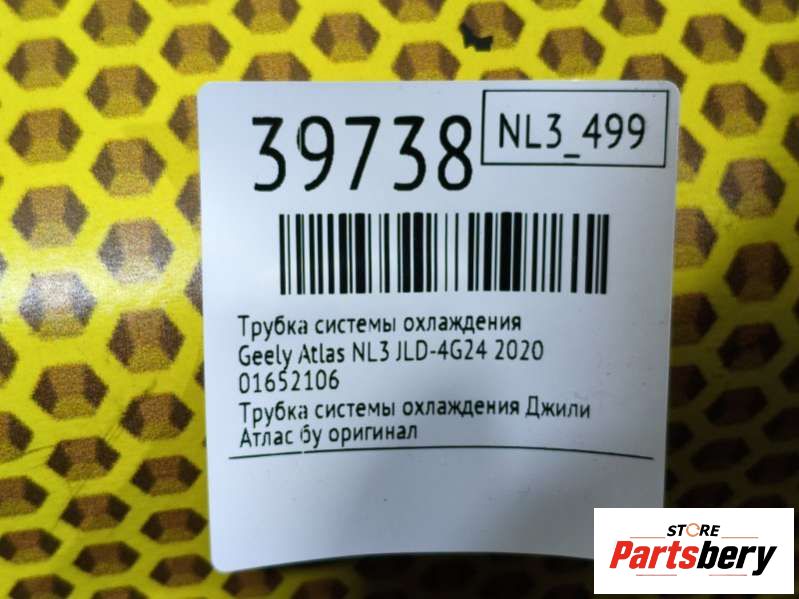 39738
NL3_499
Трубка системы охлаждения
Geely Atlas NL3 JLD-4G24 2020
01652106
Трубка системы охлаждения Джили
Атлас бу оригинал
STORE
Partsbery